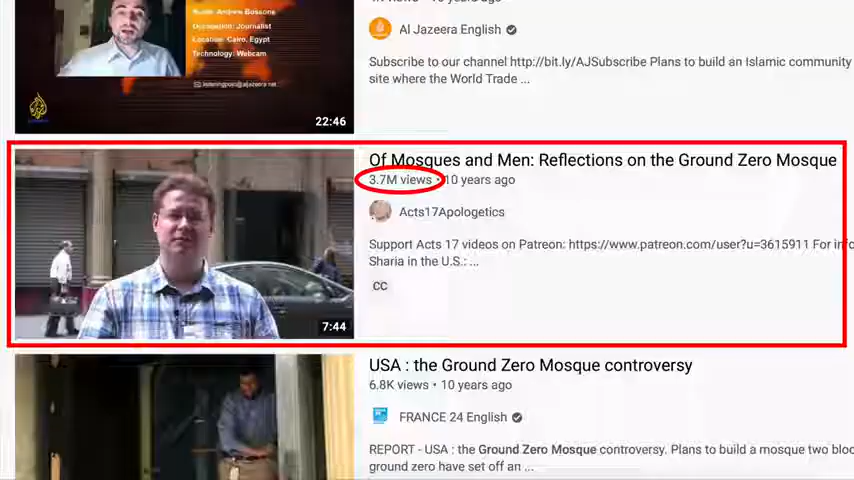 Guest: Andrew Bossone
Occupation: Journalist
Location: Cairo, Egypt
Technology: Webcam
listeningpost@aljazeera.net
22:46
Al Jazeera English
Subscribe to our channel http://bit.ly/AJSubscribe Plans to build an Islamic community
site where the World Trade ...
Of Mosques and Men: Reflections on the Ground Zero Mosque
3.7M views • 10 years ago
Acts17Apologetics
Support Acts 17 videos on Patreon: https://www.patreon.com/user?u=3615911 For info
Sharia in the U.S.: ...
CC
7:44
USA : the Ground Zero Mosque controversy
6.8K views • 10 years ago
FRANCE 24 English
REPORT - USA : the Ground Zero Mosque controversy. Plans to build a mosque two bloc
ground zero have set off an ...